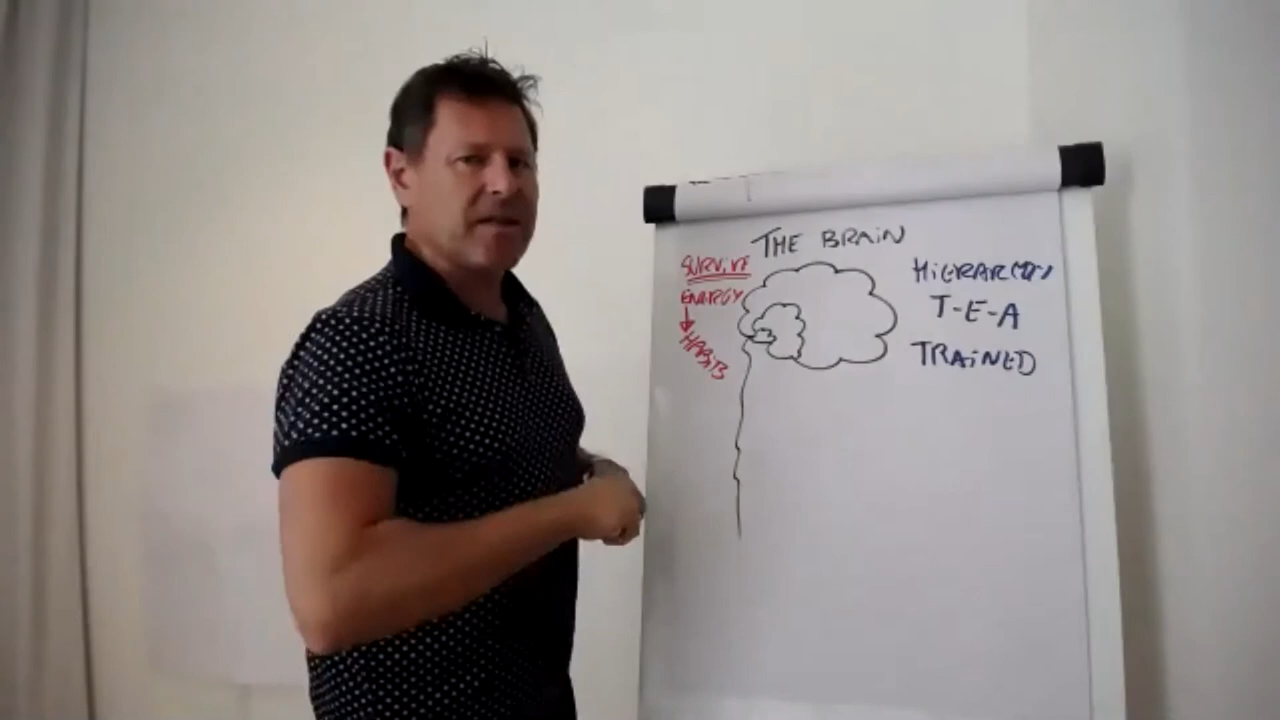 THE BRAIN
SURVIVE
ENERGY
HABITS
HIERARCHY
T-E-A
TRAINED